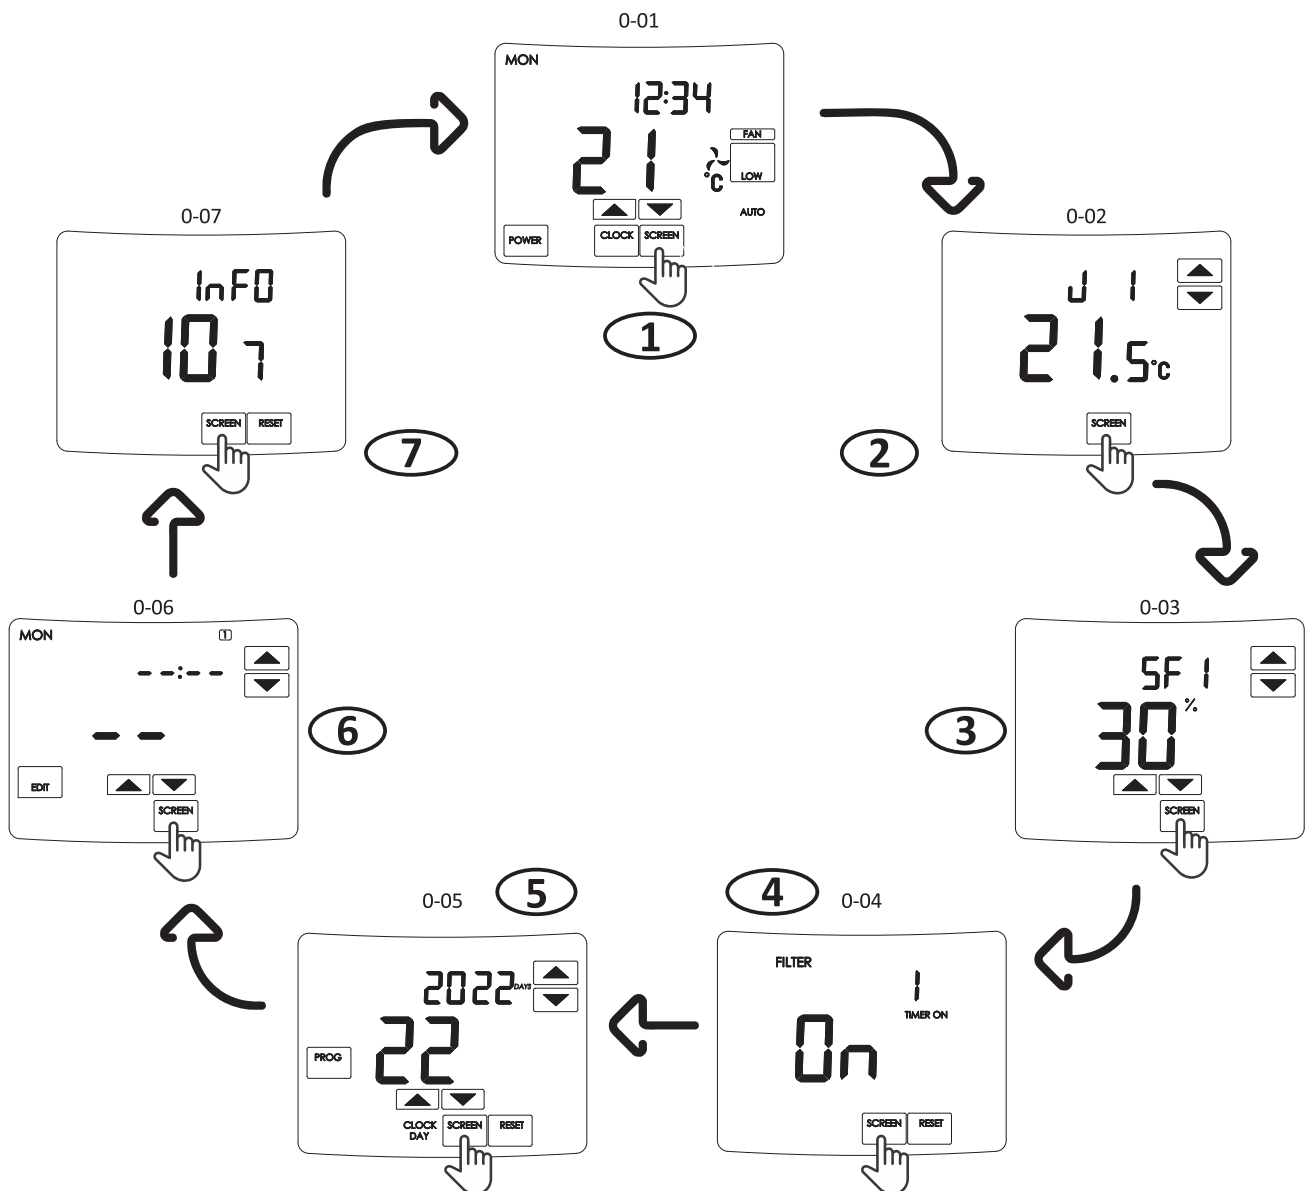 0-01
MON
12:34
21
°C
FAN
LOW
AUTO
POWER
CLOCK
SCREEN
1
0-02
J 1
21.5°C
SCREEN
2
0-03
SF 1
30%
SCREEN
3
4
0-04
FILTER
1
TIMER ON
On
SCREEN
RESET
0-05
5
2022 DAYS
22
PROG
CLOCK
DAY
SCREEN
RESET
0-06
MON
1
--:--
--
EDIT
SCREEN
6
0-07
InFO
10 7
SCREEN
RESET
7